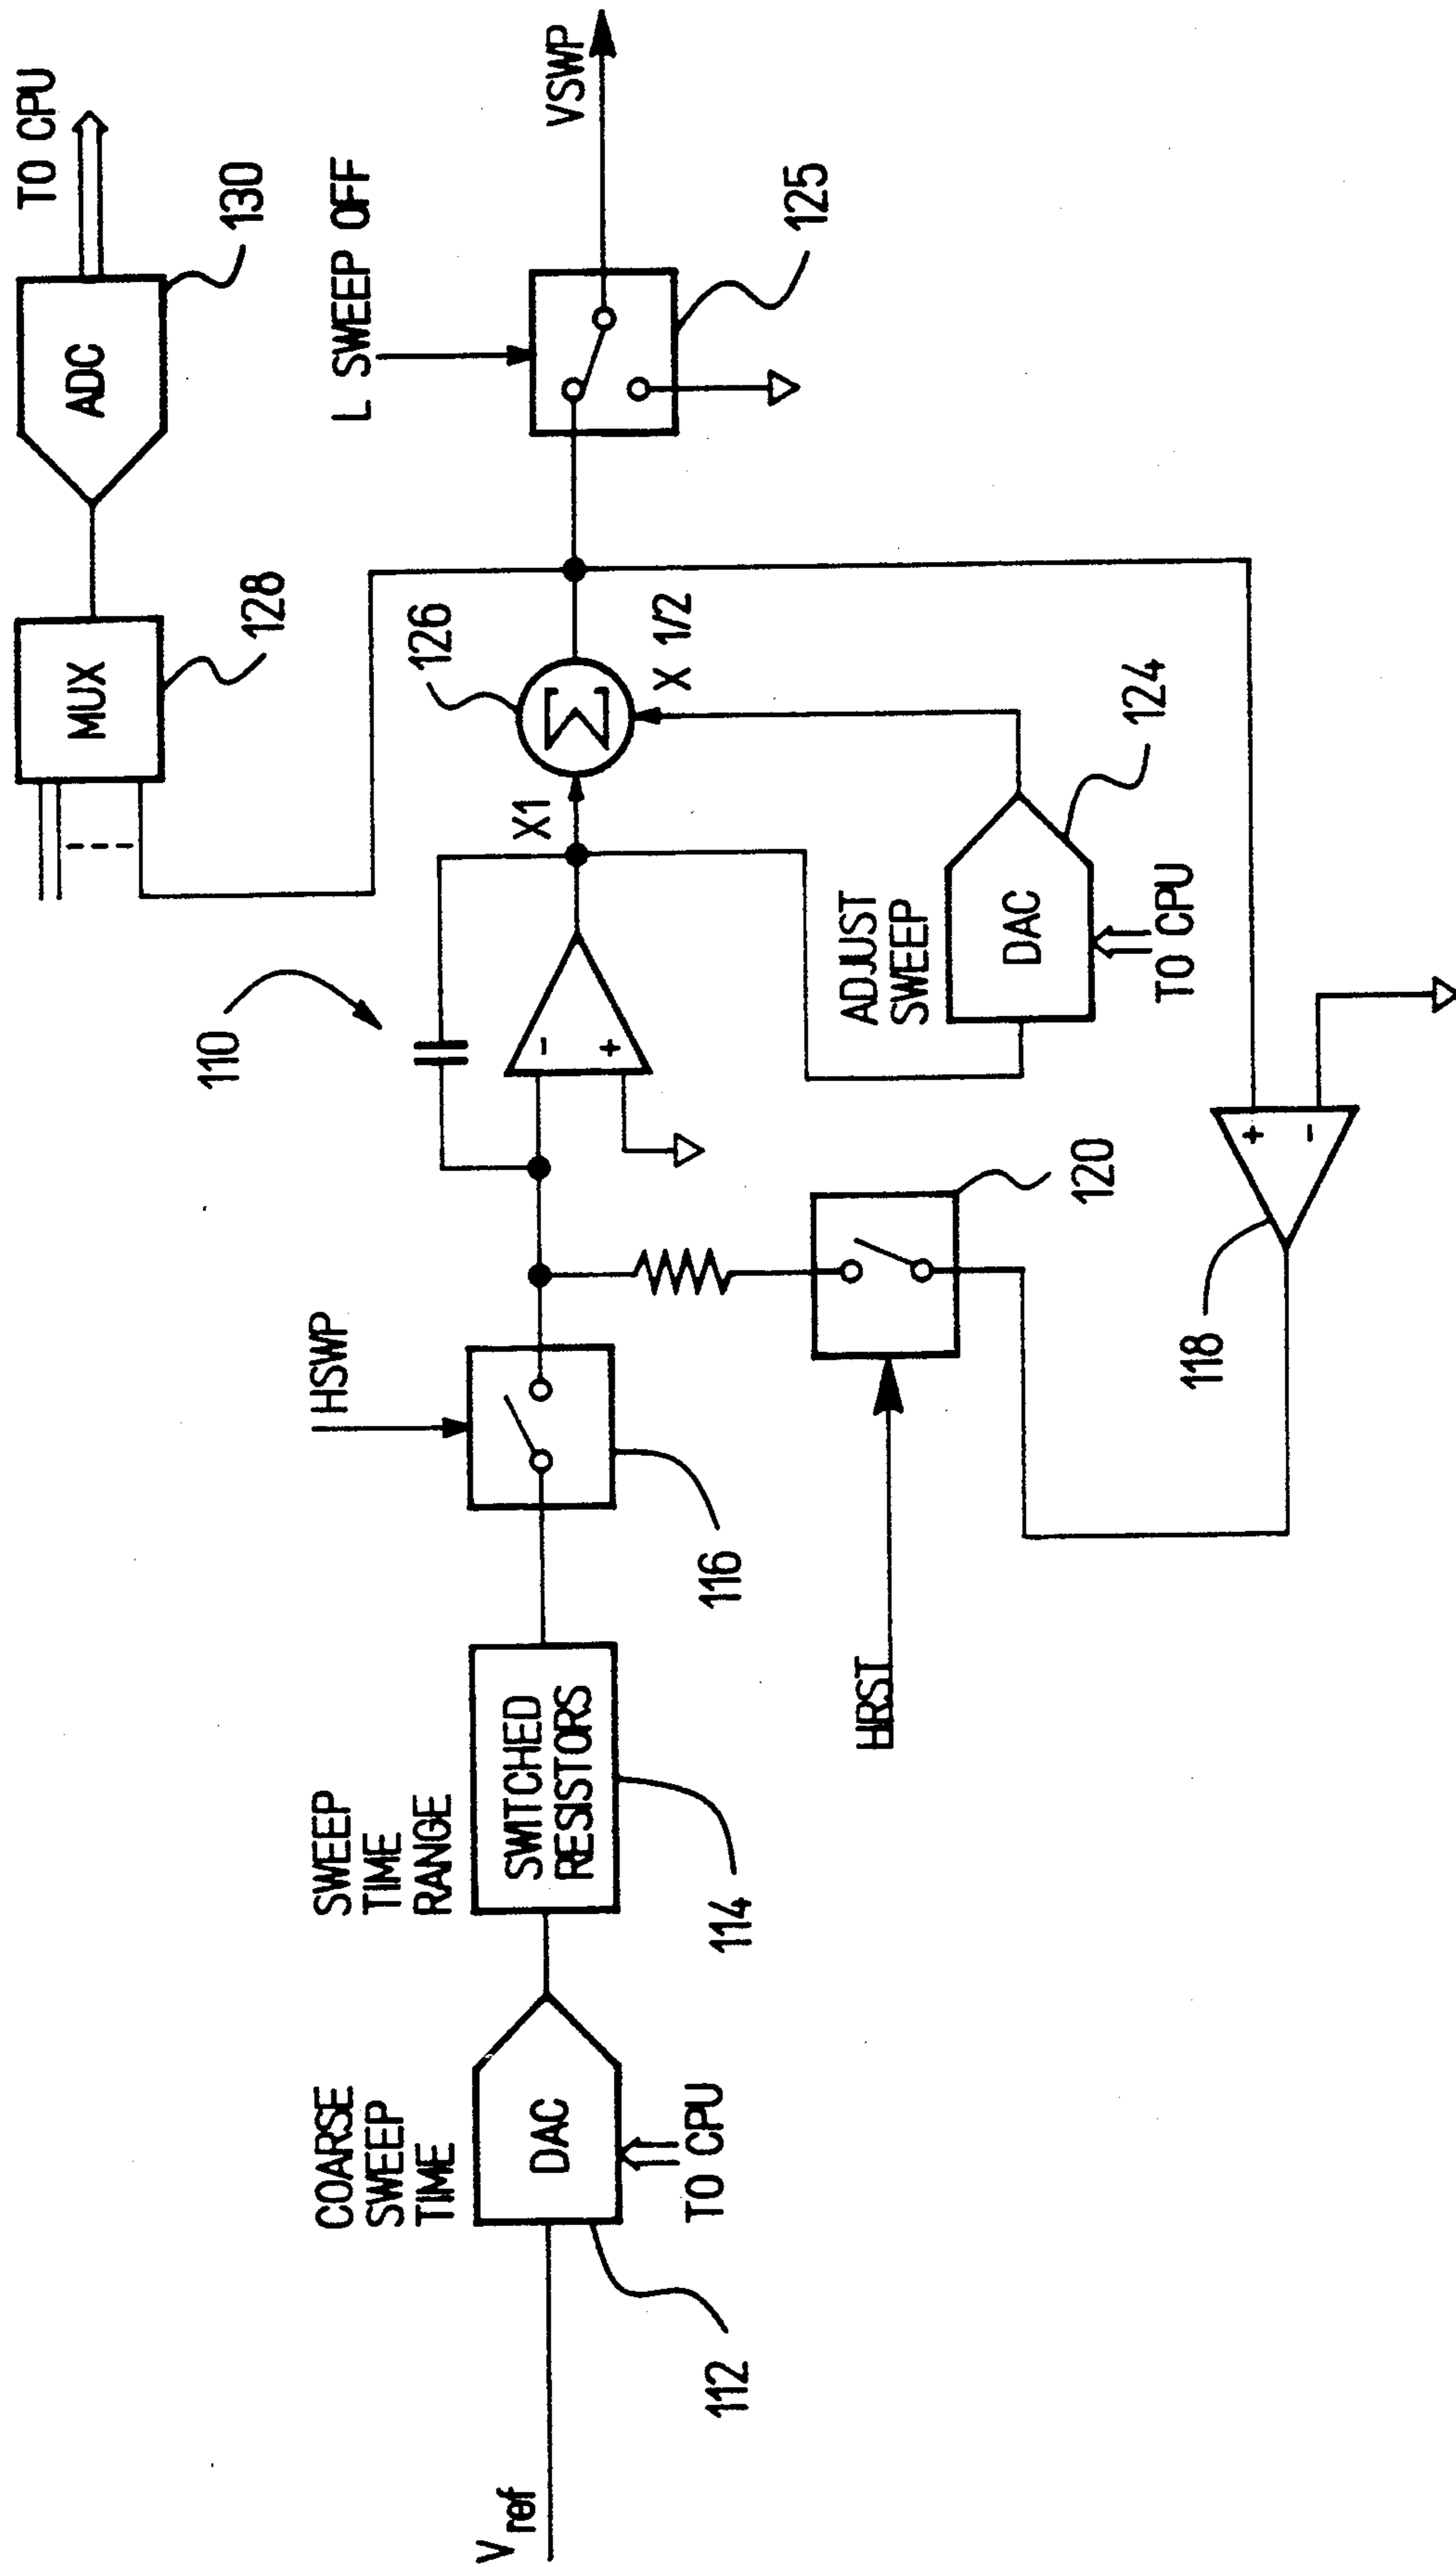 TO CPU
ADC
130
MUX
128
L SWEEP OFF
VSWP
125
126
X1
X 1/2
Σ
110
-
+
ADJUST
SWEEP
DAC
124
TO CPU
HSWP
116
120
HRST
118
+
-
SWEEP
TIME
RANGE
SWITCHED
RESISTORS
114
COARSE
SWEEP
TIME
DAC
TO CPU
112
Vref